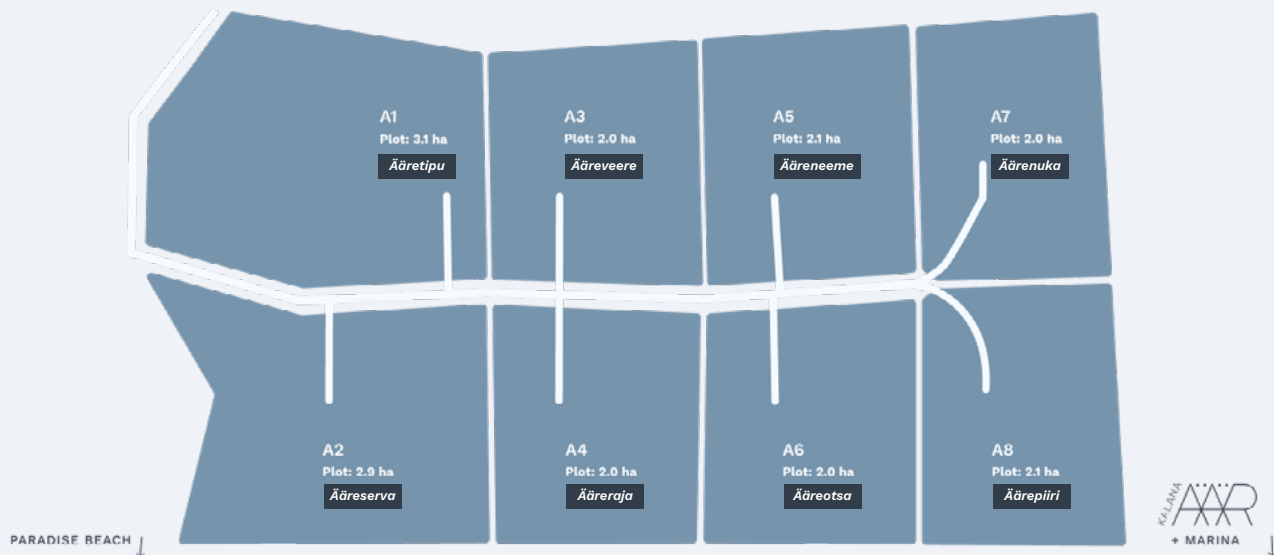 A1
Plot: 3.1 ha
Ääretipu
A3
Plot: 2.0 ha
Ääreveere
A5
Plot: 2.1 ha
Ääreneeme
A7
Plot: 2.0 ha
Äärenuka
A2
Plot: 2.9 ha
Ääreserva
A4
Plot: 2.0 ha
Ääreraja
A6
Plot: 2.0 ha
Ääreotsa
A8
Plot: 2.1 ha
Äärepiiri
PARADISE BEACH
KALANA
ÄÄR
+ MARINA